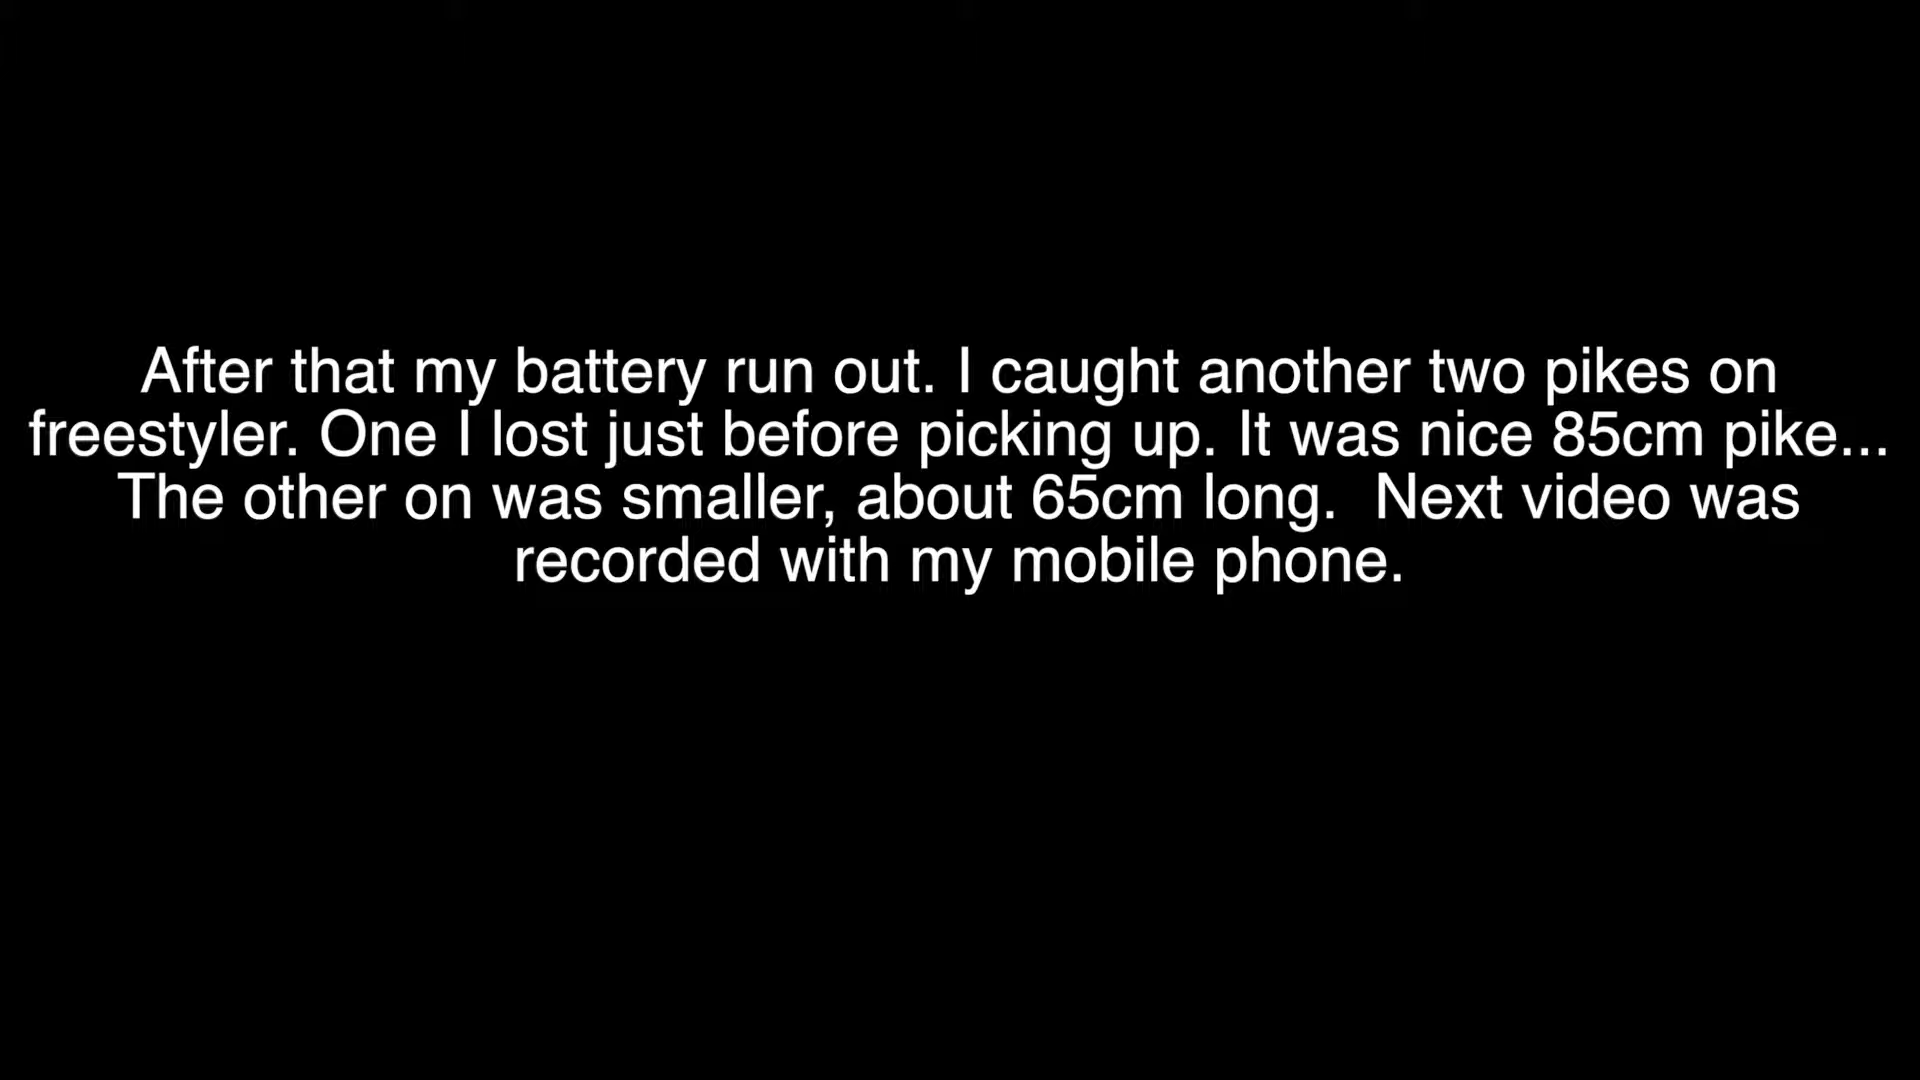 After that my battery run out. I caught another two pikes on
freestyler. One I lost just before picking up. It was nice 85cm pike...
The other on was smaller, about 65cm long.  Next video was
recorded with my mobile phone.